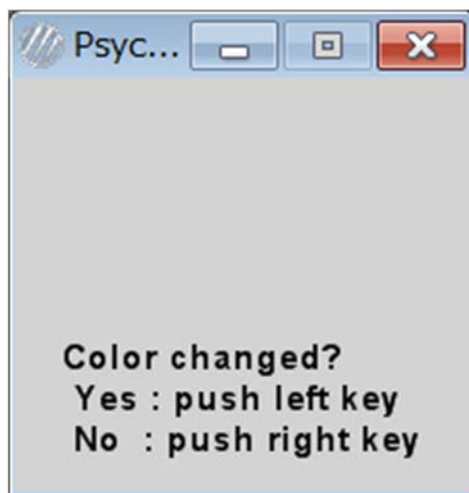 Psyc...
Color changed?
Yes : push left key
No : push right key